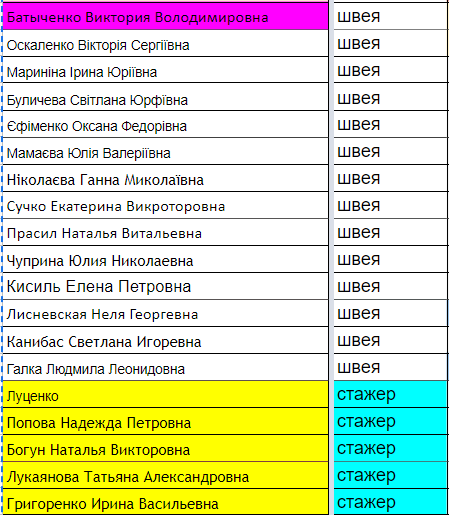 Батыченко Виктория Володимировна швея
Оскаленко Вікторія Сергіївна швея
Мариніна Ірина Юріївна швея
Буличева Світлана Юрфївна швея
Єфіменко Оксана Федорівна швея
Мамаєва Юлія Валеріївна швея
Ніколаєва Ганна Миколаївна швея
Сучко Екатерина Викроторовна швея
Прасил Наталья Витальевна швея
Чуприна Юлия Николаевна швея
Кисиль Елена Петровна швея
Лисневская Неля Георгевна швея
Канибас Светлана Игоревна швея
Галка Людмила Леонидовна швея
Луценко стажер
Попова Надежда Петровна стажер
Богун Наталья Викторовна стажер
Лукаянова Татьяна Александровна стажер
Григоренко Ирина Васильевна стажер